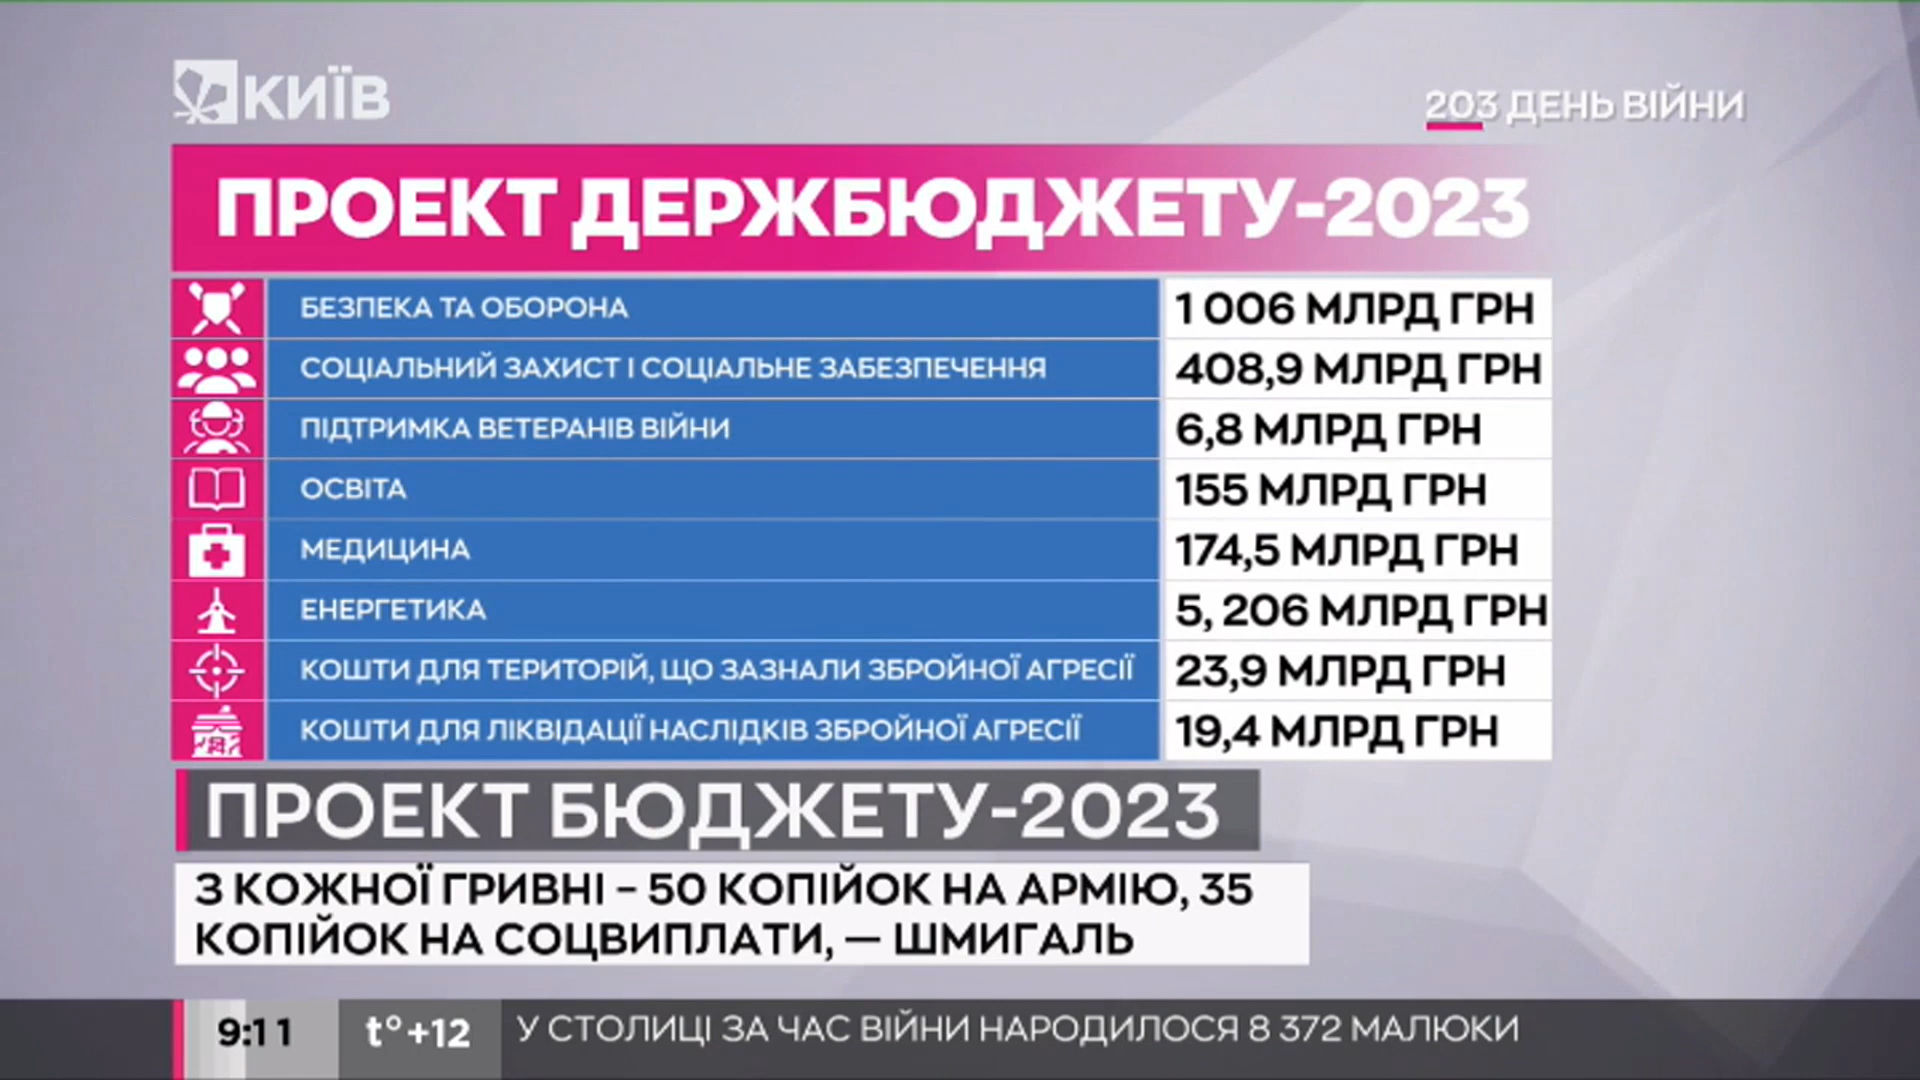 КИЇВ
203 ДЕНЬ ВІЙНИ
ПРОЕКТ ДЕРЖБЮДЖЕТУ-2023
БЕЗПЕКА ТА ОБОРОНА 1 006 МЛРД ГРН
СОЦІАЛЬНИЙ ЗАХИСТ І СОЦІАЛЬНЕ ЗАБЕЗПЕЧЕННЯ 408,9 МЛРД ГРН
ПІДТРИМКА ВЕТЕРАНІВ ВІЙНИ 6,8 МЛРД ГРН
ОСВІТА 155 МЛРД ГРН
МЕДИЦИНА 174,5 МЛРД ГРН
ЕНЕРГЕТИКА 5, 206 МЛРД ГРН
КОШТИ ДЛЯ ТЕРИТОРІЙ, ЩО ЗАЗНАЛИ ЗБРОЙНОЇ АГРЕСІЇ 23,9 МЛРД ГРН
КОШТИ ДЛЯ ЛІКВІДАЦІЇ НАСЛІДКІВ ЗБРОЙНОЇ АГРЕСІЇ 19,4 МЛРД ГРН
ПРОЕКТ БЮДЖЕТУ-2023
З КОЖНОЇ ГРИВНІ – 50 КОПІЙОК НА АРМІЮ, 35
КОПІЙОК НА СОЦВИПЛАТИ, — ШМИГАЛЬ
9:11 t° +12 У СТОЛИЦІ ЗА ЧАС ВІЙНИ НАРОДИЛОСЯ 8 372 МАЛЮКИ